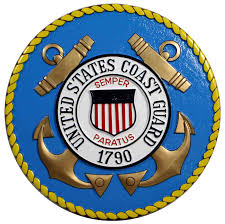 UNITED STATES COAST GUARD
SEMPER
PARATUS
1790